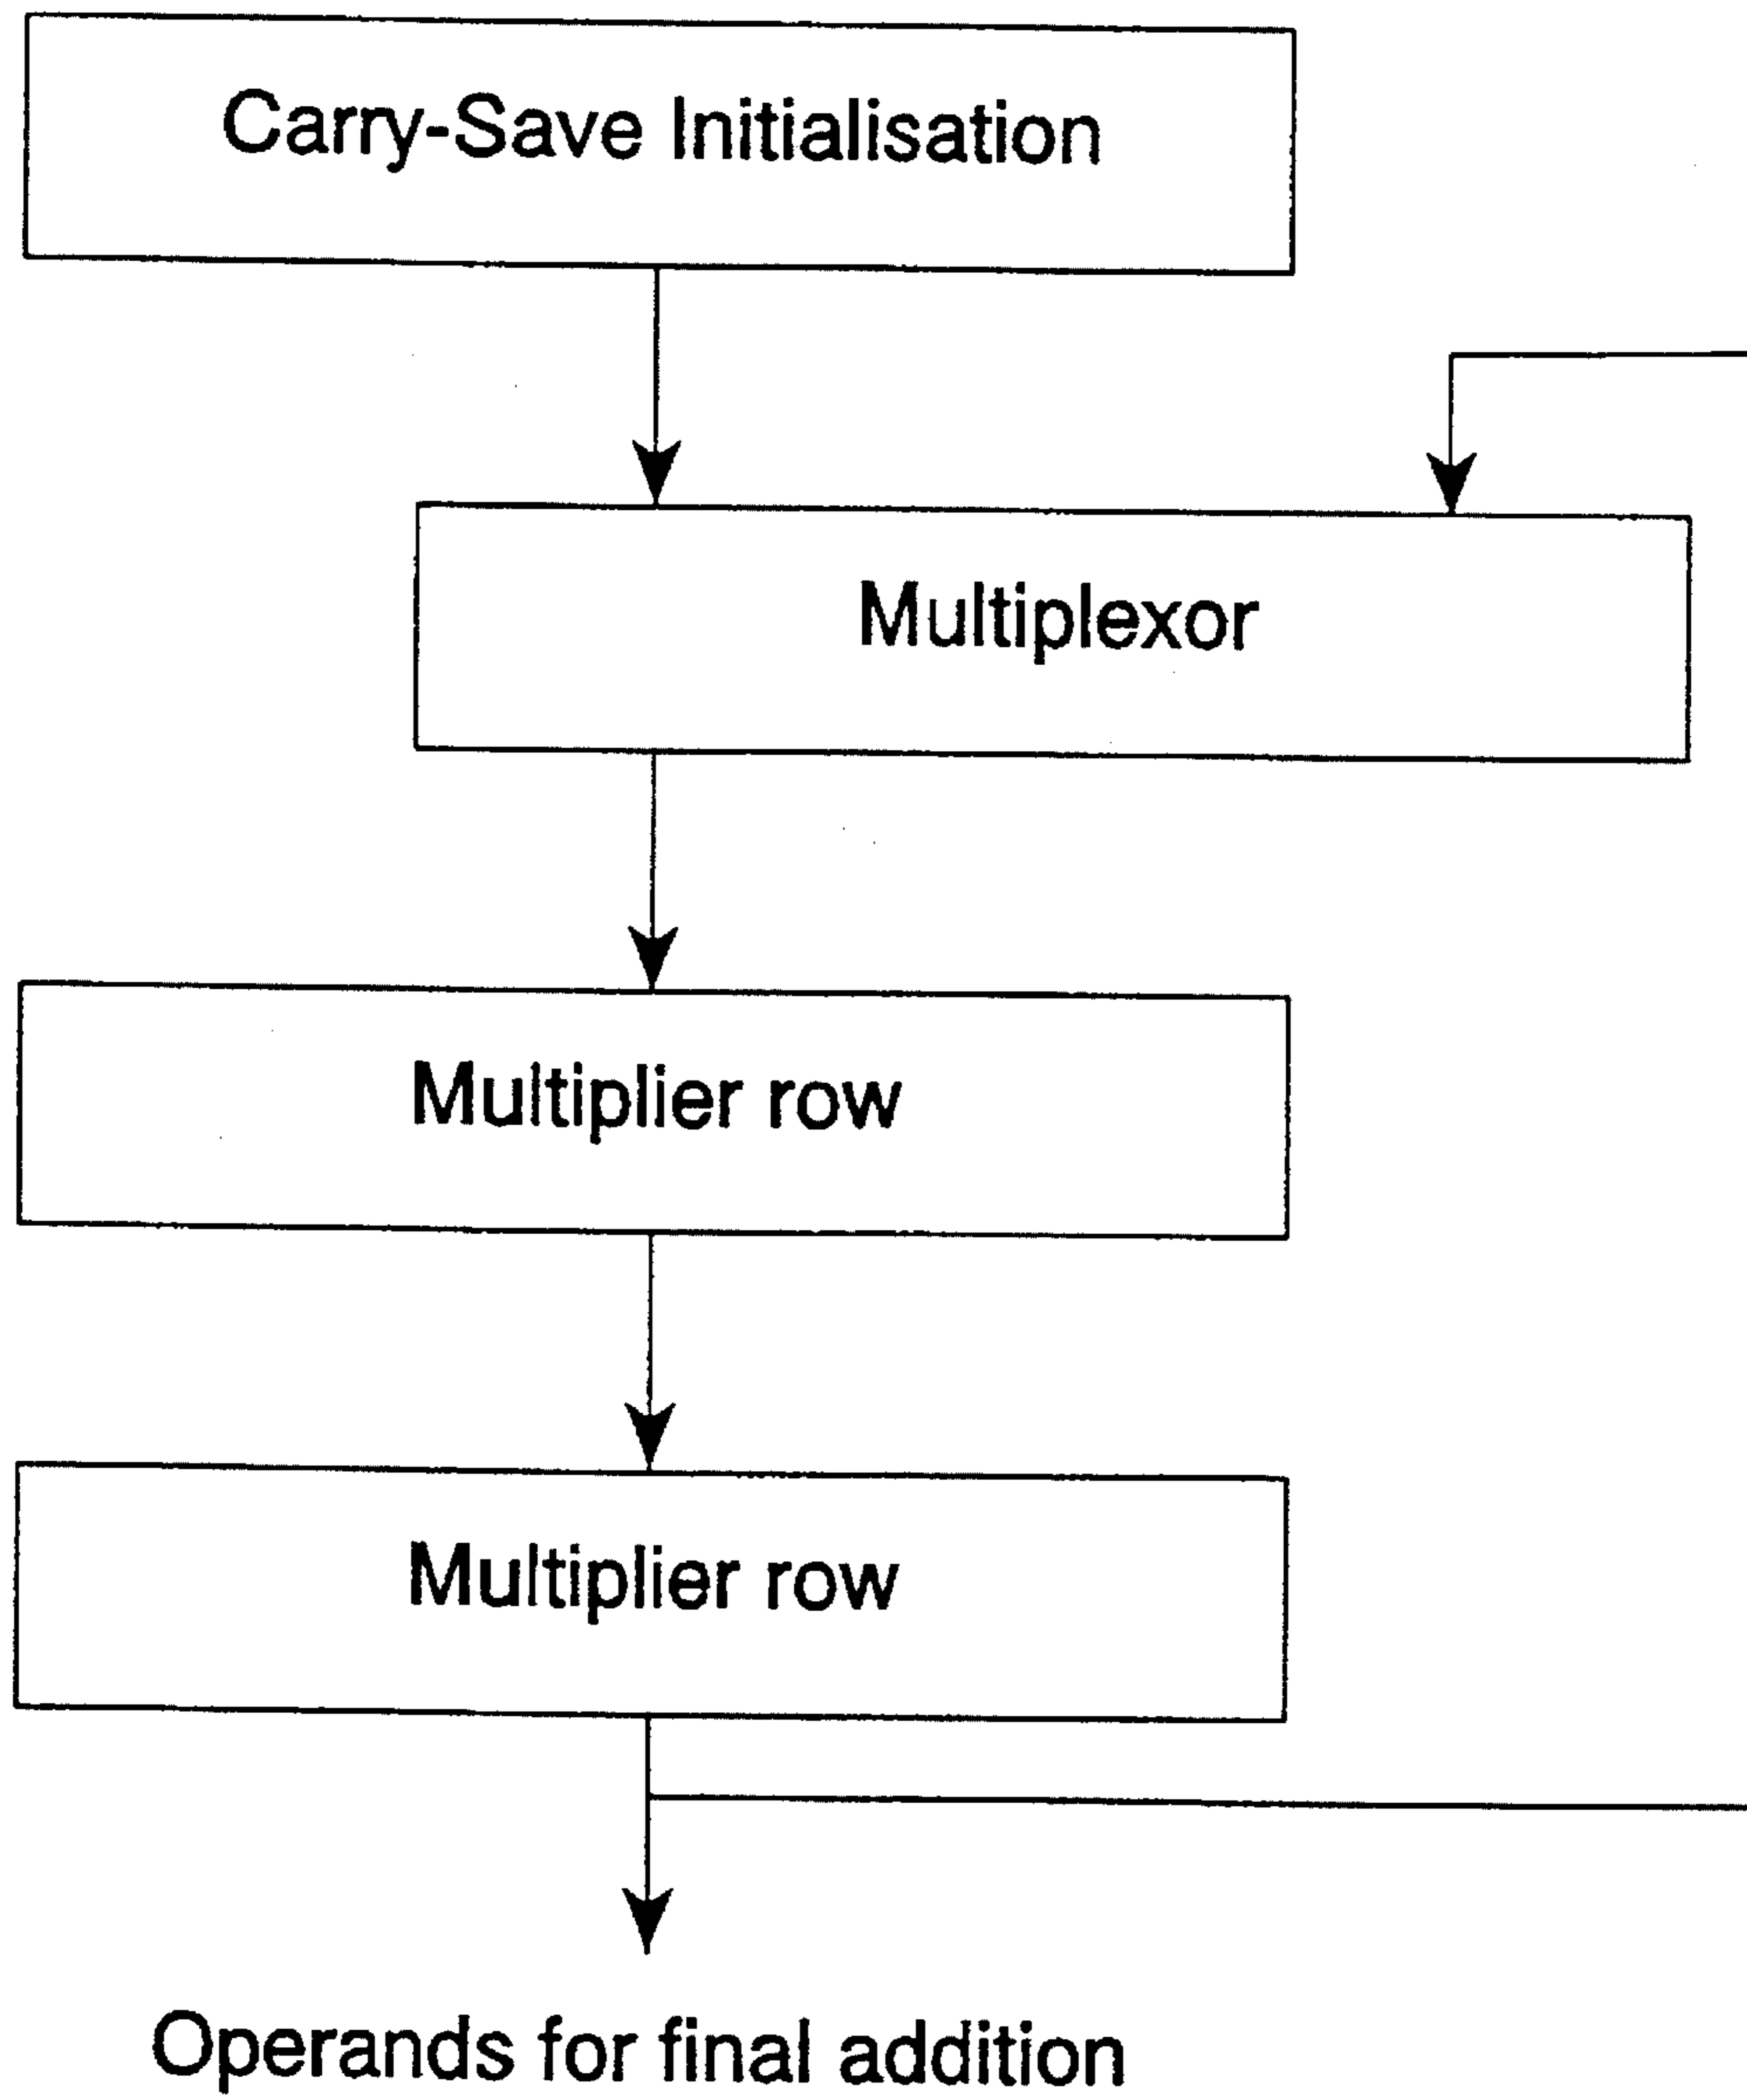 Carry-Save Initialisation
Multiplexor
Multiplier row
Multiplier row
Operands for final addition